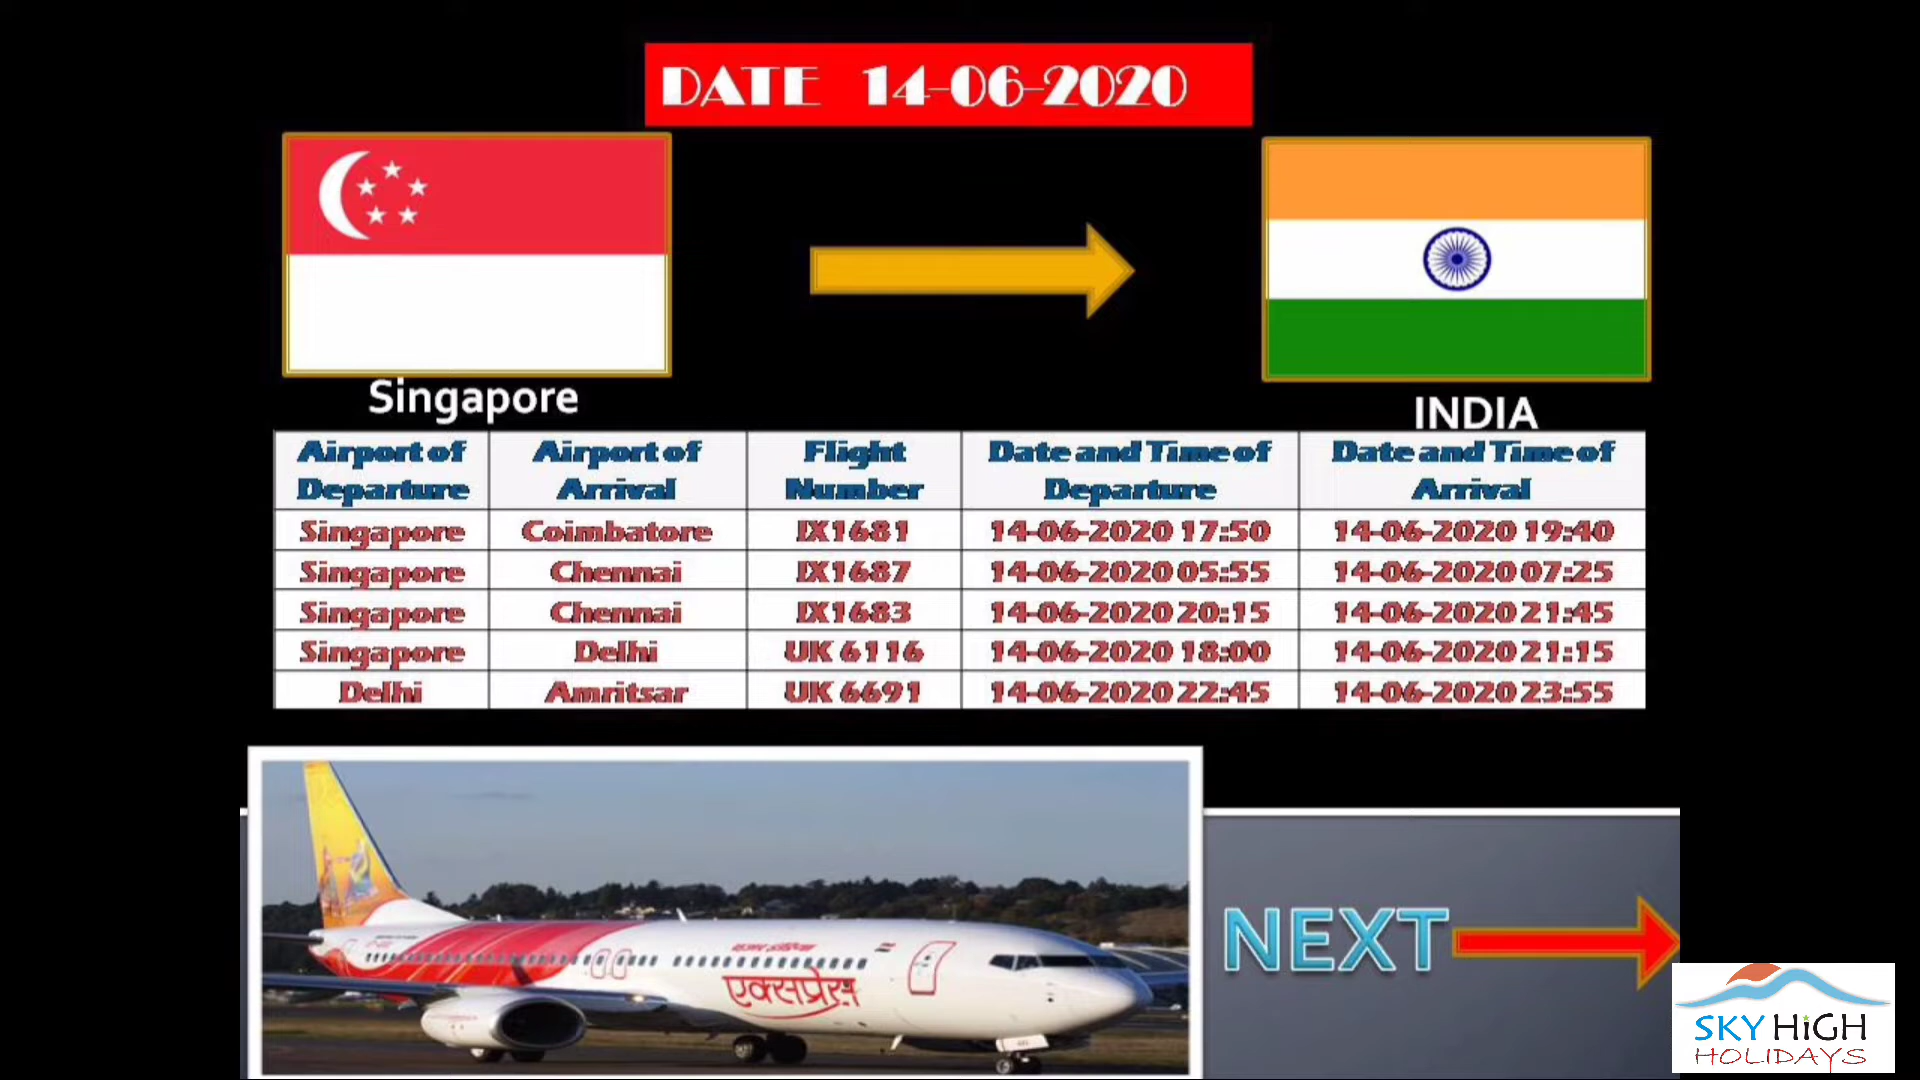 DATE 14-06-2020
Singapore
INDIA
Airport of Departure Airport of Arrival Flight Number Date and Time of Departure Date and Time of Arrival
Singapore Coimbatore IX1681 14-06-2020 17:50 14-06-2020 19:40
Singapore Chennai IX1687 14-06-2020 05:55 14-06-2020 07:25
Singapore Chennai IX1683 14-06-2020 20:15 14-06-2020 21:45
Singapore Delhi UK 6116 14-06-2020 18:00 14-06-2020 21:15
Delhi Amritsar UK 6691 14-06-2020 22:45 14-06-2020 23:55
एक्सप्रेस
NEXT
SKY HiGH
HOLIDAYS